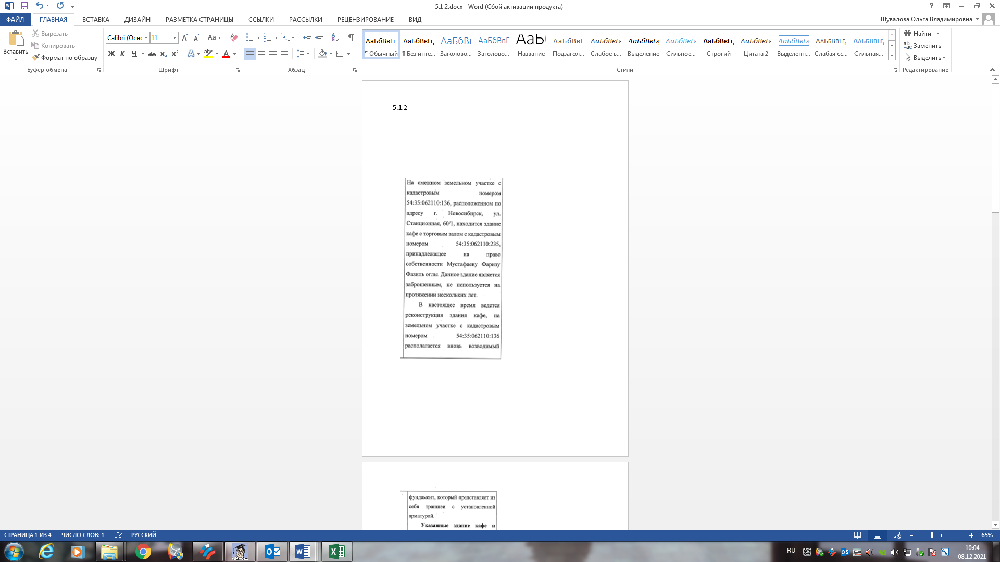 5.1.2.docx - Word (Сбой активации продукта)
ФАЙЛ ГЛАВНАЯ ВСТАВКА ДИЗАЙН РАЗМЕТКА СТРАНИЦЫ ССЫЛКИ РАССЫЛКИ РЕЦЕНЗИРОВАНИЕ ВИД Шувалова Ольга Владимировна
Вставить
Вырезать
Копировать
Формат по образцу
Буфер обмена
Calibri (Оснс 11
Ж К Ч abc x₂ x²
Шрифт
Абзац
АаБбВвГг, АаБбВвГг, АаБбВв АаБбВвГ АаЬ АаБбВвГ АаБбВвГг АаБбВвГг АаБбВвГг АаБбВвГг, АаБбВвГг АаБбВвГг ААББВВГГ, ААББВВГГ,
¶ Обычный ¶ Без инте... Заголово... Заголово... Название Подзагол... Слабое в... Выделение Сильное... Строгий Цитата 2 Выделенн... Слабая сс... Сильная...
Стили
Найти
Заменить
Выделить
Редактирование
5.1.2
На смежном земельном участке с
кадастровым номером
54:35:062110:136, расположенном по
адресу г. Новосибирск, ул.
Станционная, 60/1, находится здание
кафе с торговым залом с кадастровым
номером 54:35:062110:235,
принадлежащее на праве
собственности Мустафаеву Фаризу
Фазиль оглы. Данное здание является
заброшенным, не используется на
протяжении нескольких лет.
В настоящее время ведется
реконструкция здания кафе, на
земельном участке с кадастровым
номером 54:35:062110:136
располагается вновь возводимый
фундамент, который представляет из
себя траншеи с установленной
арматурой.
Указанные здание кафе и
СТРАНИЦА 1 ИЗ 4 ЧИСЛО СЛОВ: 1 РУССКИЙ 65%
RU
10:04
08.12.2021